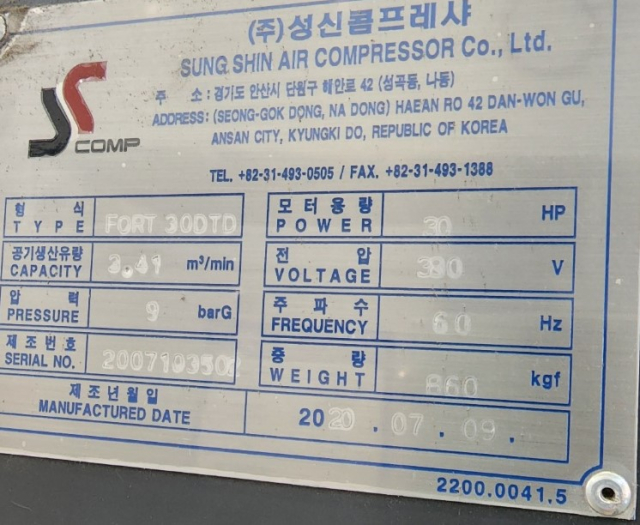 (주)성신콤프레샤
SUNG SHIN AIR COMPRESSOR Co., Ltd.
COMP
주 소 : 경기도 안산시 단원구 해안로 42 (성곡동, 나동)
ADDRESS: (SEONG-GOK DONG, NA DONG) HAEAN RO 42 DAN-WON GU,
ANSAN CITY, KYUNGKI DO, REPUBLIC OF KOREA
TEL. +82-31-493-0505 / FAX. +82-31-493-1388
형 식
TYPE FORT 30DTD
모터용량
POWER 30 HP
공기생산유량
CAPACITY 3.41 m³/min
전 압
VOLTAGE 380 V
압 력
PRESSURE 9 barG
주 파 수
FREQUENCY 60 Hz
제조번호
SERIAL NO.
중 량
WEIGHT 860 kgf
제조년월일
MANUFACTURED DATE 2020.07.09.
2200.0041.5